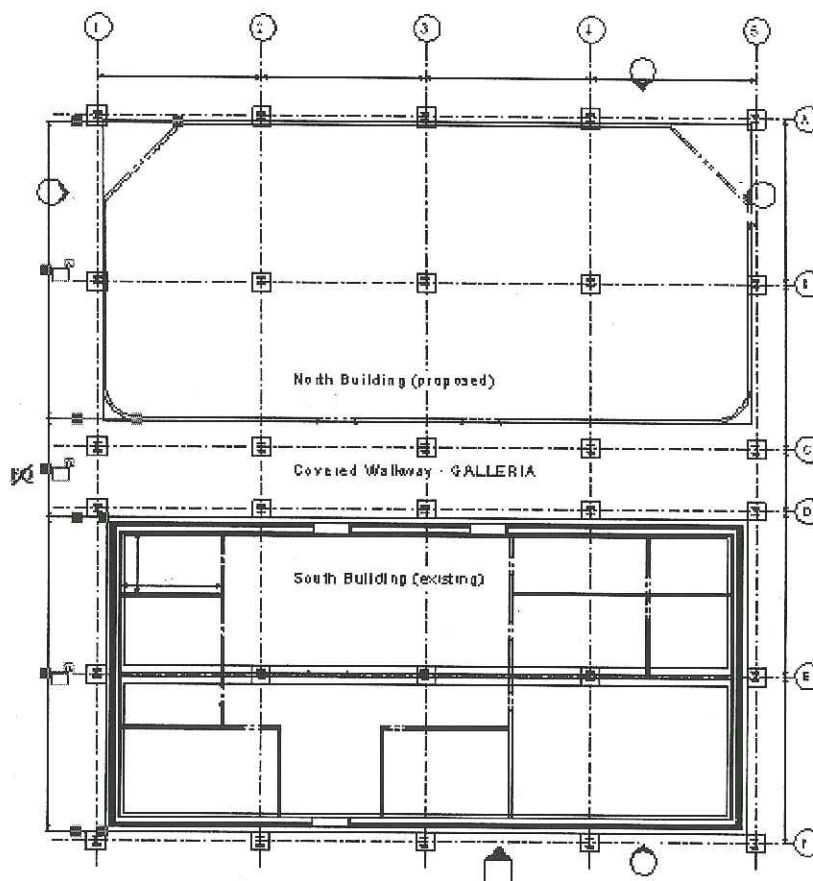 1 2 3 4 5
A
B
North Building (proposed)
C
Covered Walkway - GALLERIA
D
South Building (existing)
E
F